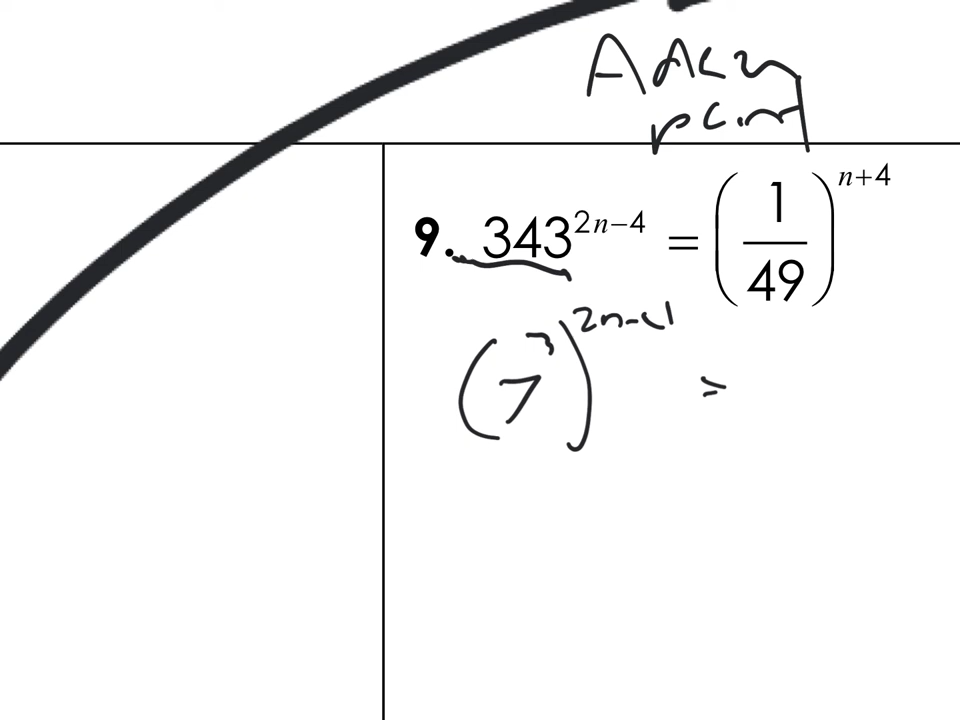 9. 343^{2n-4} = (1/49)^{n+4}
(7^3)^{2n-4} =